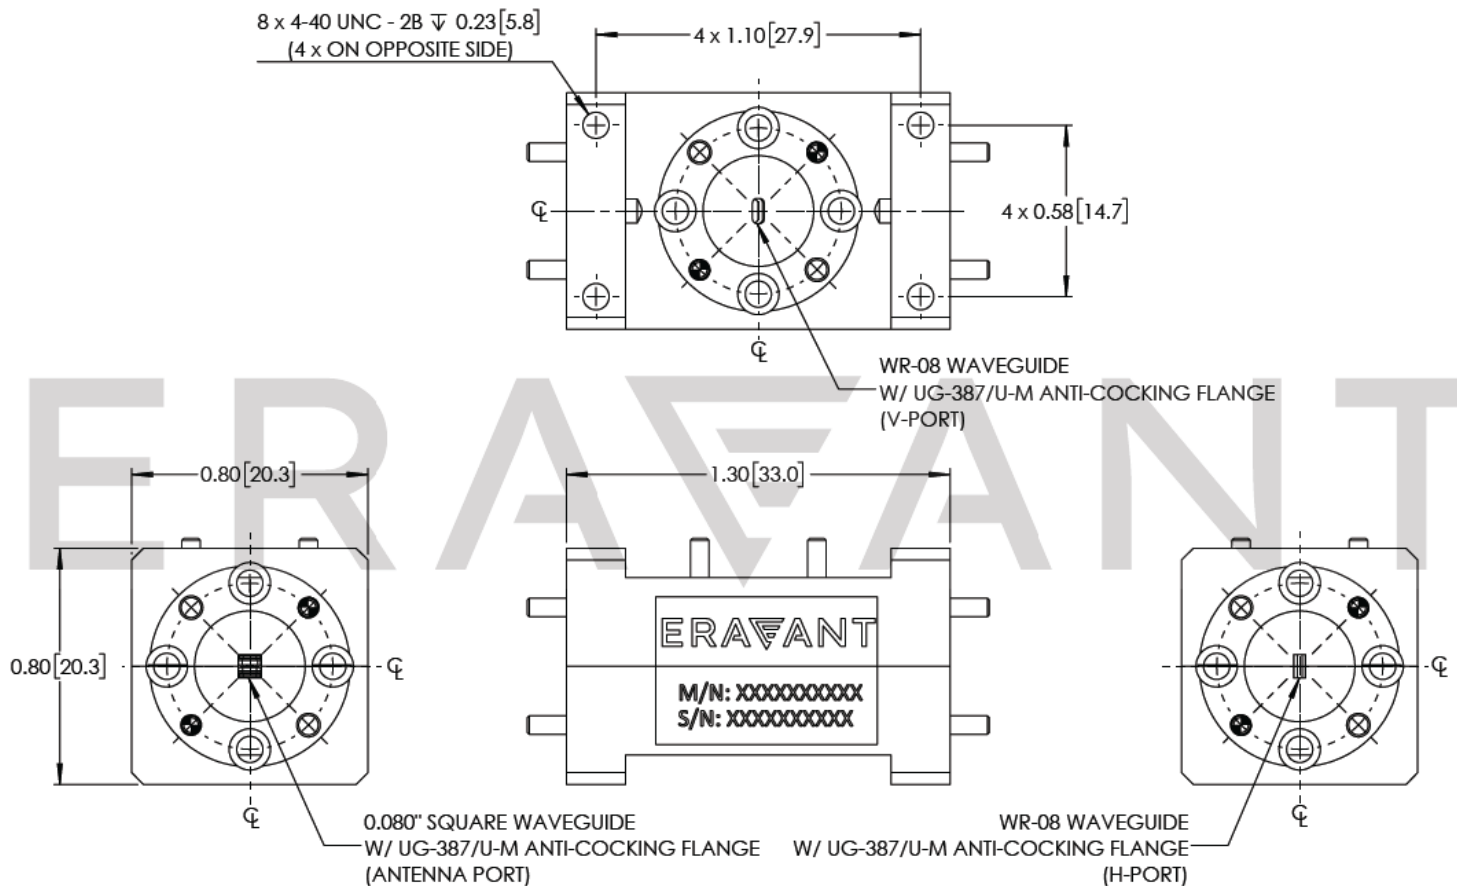 8 x 4-40 UNC - 2B ↧ 0.23[5.8]
(4 x ON OPPOSITE SIDE)
4 x 1.10[27.9]
4 x 0.58[14.7]
℄
℄
WR-08 WAVEGUIDE
W/ UG-387/U-M ANTI-COCKING FLANGE
(V-PORT)
ERAVANT
0.80[20.3]
1.30[33.0]
0.80[20.3]
℄
℄
ERAVANT
M/N: XXXXXXXXXX
S/N: XXXXXXXXXX
℄
℄
0.080" SQUARE WAVEGUIDE
W/ UG-387/U-M ANTI-COCKING FLANGE
(ANTENNA PORT)
WR-08 WAVEGUIDE
W/ UG-387/U-M ANTI-COCKING FLANGE
(H-PORT)